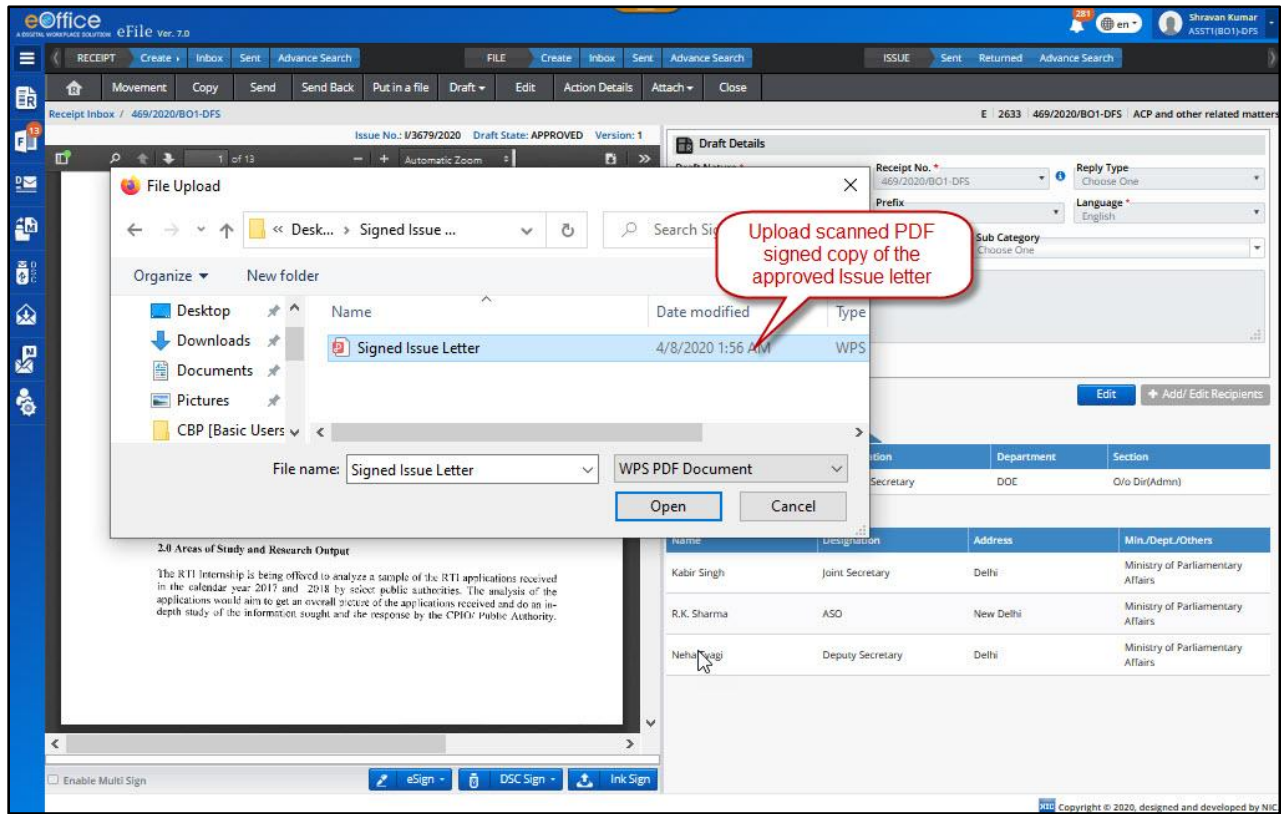 eOffice
A DIGITAL WORKPLACE SOLUTION
eFile Ver. 7.0
281
en
Shravan Kumar
ASST1(BO1)-DFS
RECEIPT Create Inbox Sent Advance Search
FILE Create Inbox Sent Advance Search
ISSUE Sent Returned Advance Search
Movement Copy Send Send Back Put in a file Draft Edit Action Details Attach Close
Receipt Inbox / 469/2020/BO1-DFS
E 2633 469/2020/BO1-DFS ACP and other related matters
13
Issue No.: I/3679/2020 Draft State: APPROVED Version: 1
1 of 13
Automatic Zoom
Draft Details
Draft Nature *
Receipt No. *
469/2020/BO1-DFS
Reply Type
Choose One
Prefix
Language *
English
Sub Category
Choose One
File Upload
« Desk... › Signed Issue ...
Search Si
Upload scanned PDF
signed copy of the
approved Issue letter
Organize New folder
Desktop
Downloads
Documents
Pictures
CBP [Basic Users
Name Date modified Type
Signed Issue Letter 4/8/2020 1:56 AM WPS
File name: Signed Issue Letter
WPS PDF Document
Open Cancel
Edit + Add/ Edit Recipients
Department Section
Secretary DOE O/o Dir(Admn)
2.0 Areas of Study and Research Output
The RTI Internship is being offered to analyze a sample of the RTI applications received
in the calendar year 2017 and 2018 by select public authorities. The analysis of the
applications would aim to get an overall picture of the applications received and do an in-
depth study of the information sought and the response by the CPIO/ Public Authority.
Name Designation Address Min./Dept./Others
Kabir Singh Joint Secretary Delhi Ministry of Parliamentary
Affairs
R.K. Sharma ASO New Delhi Ministry of Parliamentary
Affairs
Neha Tyagi Deputy Secretary Delhi Ministry of Parliamentary
Affairs
Enable Multi Sign
eSign DSC Sign Ink Sign
NIC Copyright © 2020, designed and developed by NIC